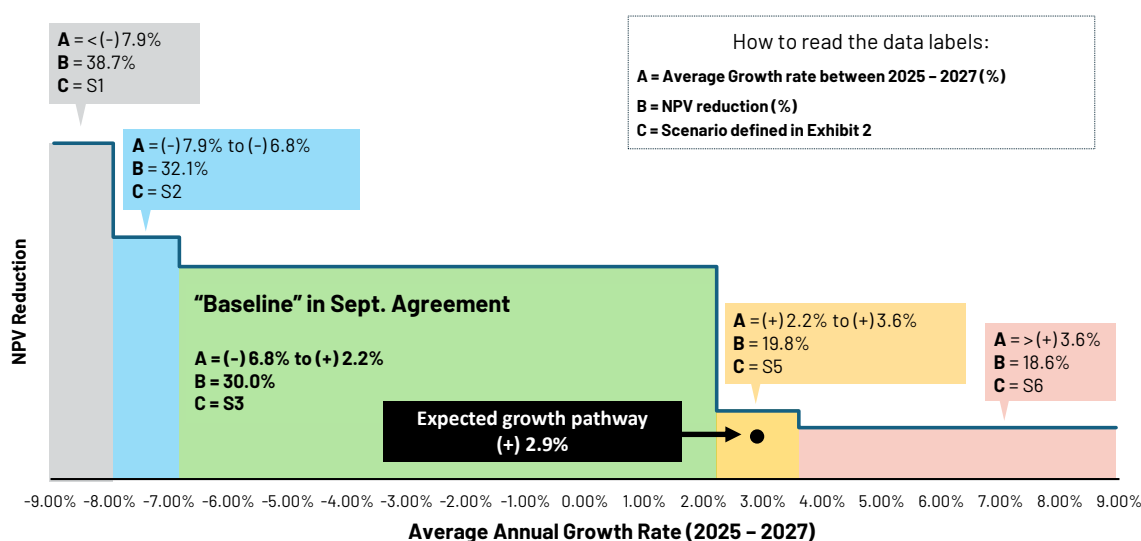 A = < (-) 7.9%
B = 38.7%
C = S1
How to read the data labels:
A = Average Growth rate between 2025 – 2027 (%)
B = NPV reduction (%)
C = Scenario defined in Exhibit 2
A = (-) 7.9% to (-) 6.8%
B = 32.1%
C = S2
NPV Reduction
“Baseline” in Sept. Agreement
A = (-) 6.8% to (+) 2.2%
B = 30.0%
C = S3
A = (+) 2.2% to (+) 3.6%
B = 19.8%
C = S5
A = > (+) 3.6%
B = 18.6%
C = S6
Expected growth pathway
(+) 2.9%
-9.00% -8.00% -7.00% -6.00% -5.00% -4.00% -3.00% -2.00% -1.00% 0.00% 1.00% 2.00% 3.00% 4.00% 5.00% 6.00% 7.00% 8.00% 9.00%
Average Annual Growth Rate (2025 – 2027)